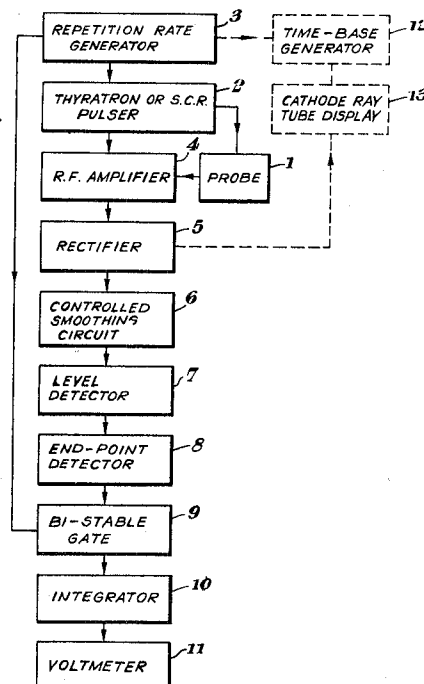 3
REPETITION RATE
GENERATOR
12
TIME-BASE
GENERATOR
2
THYRATRON OR S.C.R.
PULSER
13
CATHODE RAY
TUBE DISPLAY
4
R.F. AMPLIFIER
1
PROBE
5
RECTIFIER
6
CONTROLLED
SMOOTHING
CIRCUIT
7
LEVEL
DETECTOR
8
END-POINT
DETECTOR
9
BI-STABLE
GATE
10
INTEGRATOR
11
VOLTMETER